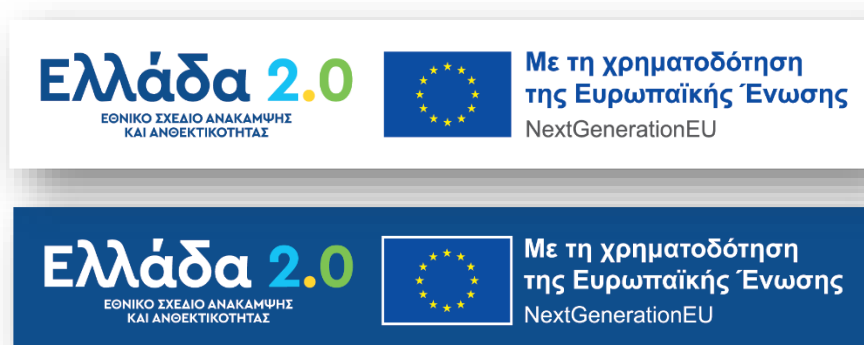 Ελλάδα 2.0
ΕΘΝΙΚΟ ΣΧΕΔΙΟ ΑΝΑΚΑΜΨΗΣ
ΚΑΙ ΑΝΘΕΚΤΙΚΟΤΗΤΑΣ
Με τη χρηματοδότηση
της Ευρωπαϊκής Ένωσης
NextGenerationEU
Ελλάδα 2.0
ΕΘΝΙΚΟ ΣΧΕΔΙΟ ΑΝΑΚΑΜΨΗΣ
ΚΑΙ ΑΝΘΕΚΤΙΚΟΤΗΤΑΣ
Με τη χρηματοδότηση
της Ευρωπαϊκής Ένωσης
NextGenerationEU